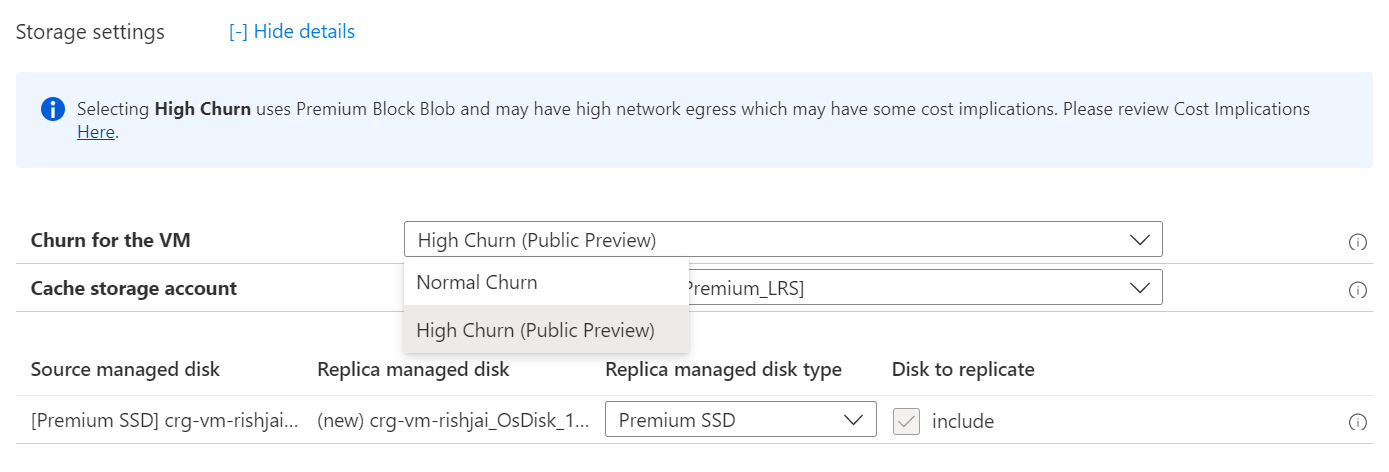 Storage settings [-] Hide details
Selecting High Churn uses Premium Block Blob and may have high network egress which may have some cost implications. Please review Cost Implications
Here.
Churn for the VM High Churn (Public Preview)
Normal Churn
Cache storage account Premium_LRS]
High Churn (Public Preview)
Source managed disk Replica managed disk Replica managed disk type Disk to replicate
[Premium SSD] crg-vm-rishjai... (new) crg-vm-rishjai_OsDisk_1... Premium SSD include